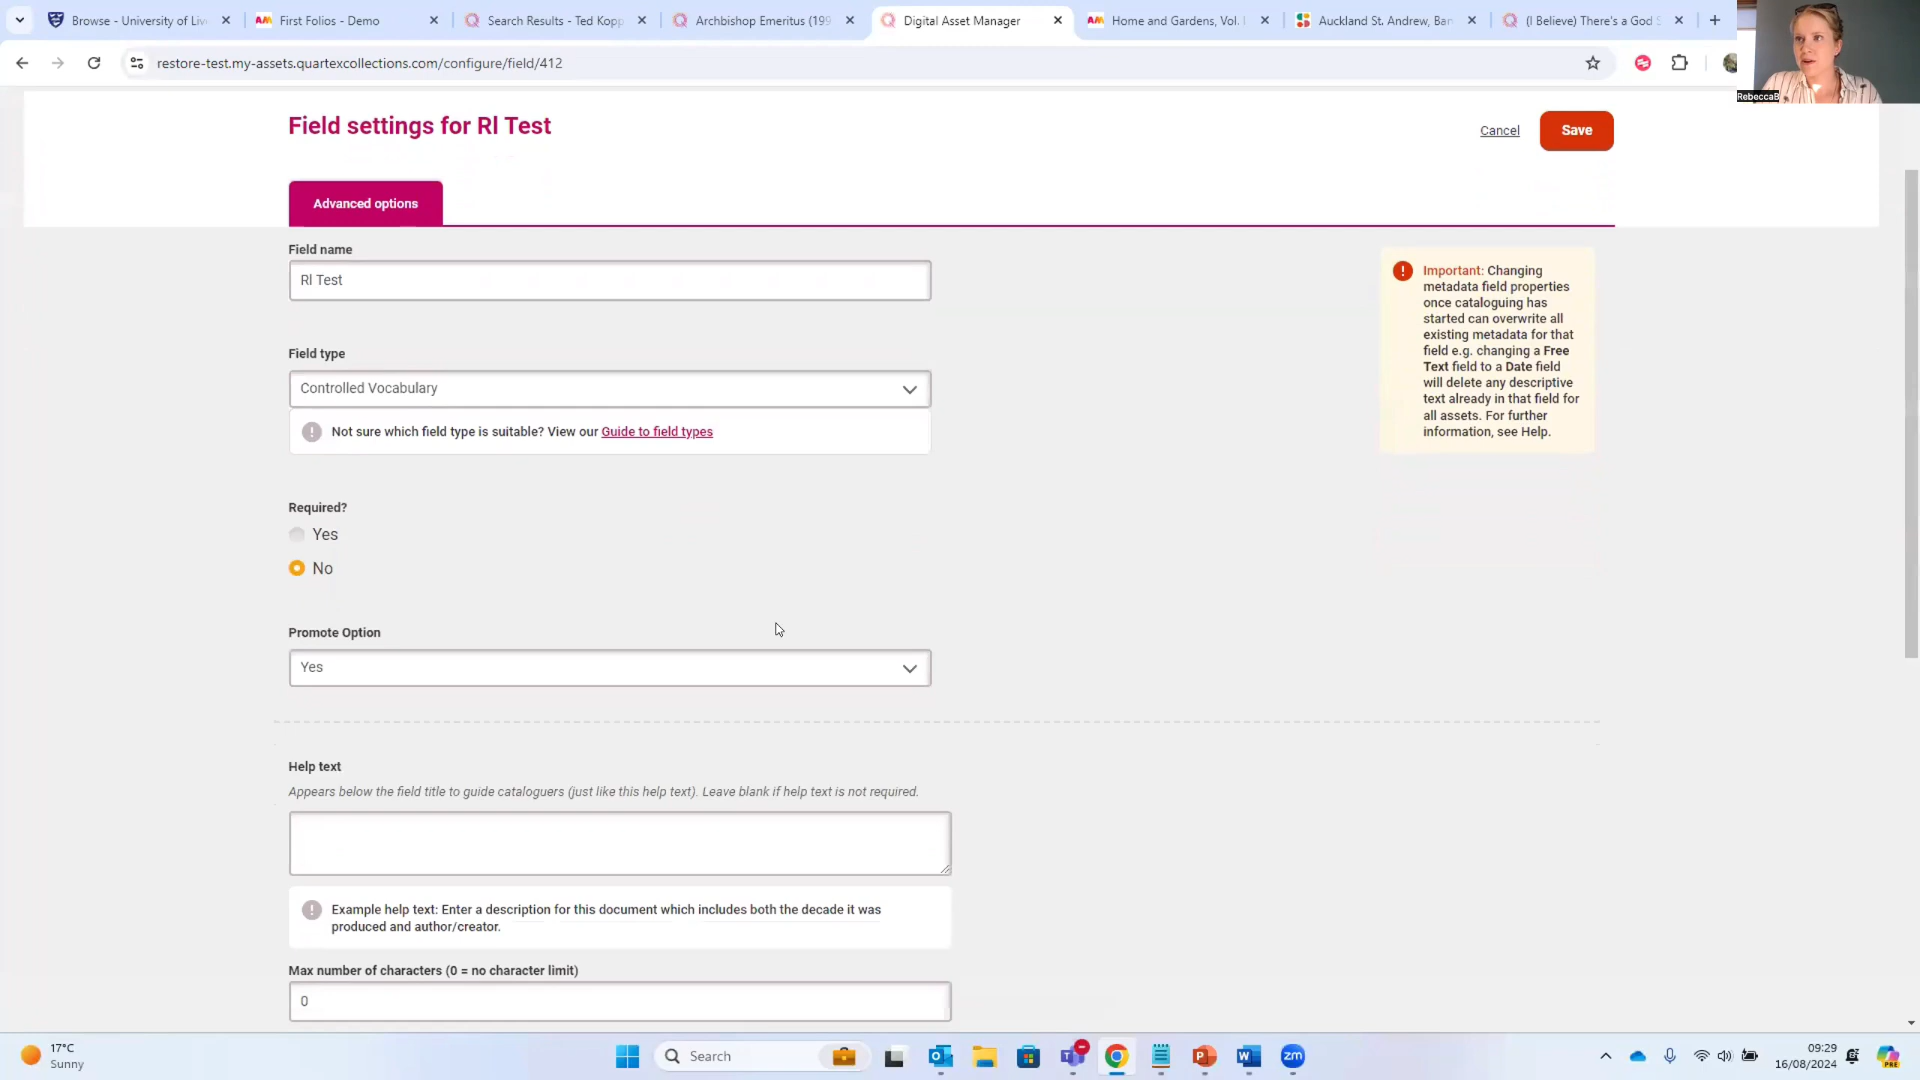 Browse - University of Liv
First Folios - Demo
Search Results - Ted Kopp
Archbishop Emeritus (199
Digital Asset Manager
Home and Gardens, Vol.
Auckland St. Andrew, Ban
(I Believe) There's a God S
restore-test.my-assets.quartexcollections.com/configure/field/412
RebeccaB
Field settings for Rl Test
Cancel
Save
Advanced options
Field name
Rl Test
Important: Changing
metadata field properties
once cataloguing has
started can overwrite all
existing metadata for that
field e.g. changing a Free
Text field to a Date field
will delete any descriptive
text already in that field for
all assets. For further
information, see Help.
Field type
Controlled Vocabulary
Not sure which field type is suitable? View our Guide to field types
Required?
Yes
No
Promote Option
Yes
Help text
Appears below the field title to guide cataloguers (just like this help text). Leave blank if help text is not required.
Example help text: Enter a description for this document which includes both the decade it was
produced and author/creator.
Max number of characters (0 = no character limit)
0
17°C
Sunny
Search
zm
09:29
16/08/2024
PRE